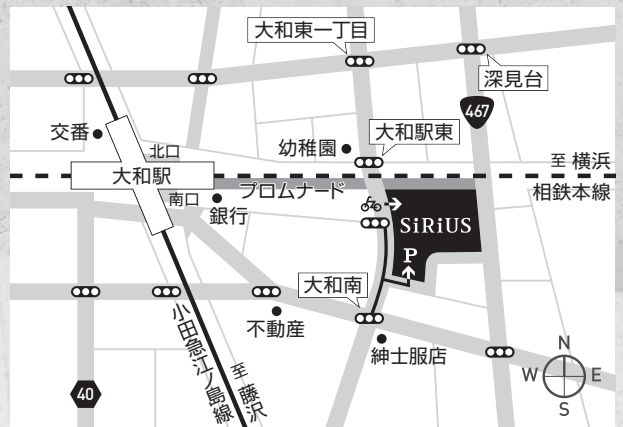 大和東一丁目
深見台
467
交番
北口
幼稚園
大和駅東
至 横浜
大和駅
プロムナード
相鉄本線
南口
銀行
SiRiUS
P
大和南
不動産
紳士服店
小田急江ノ島線
至 藤沢
40
N
W
E
S